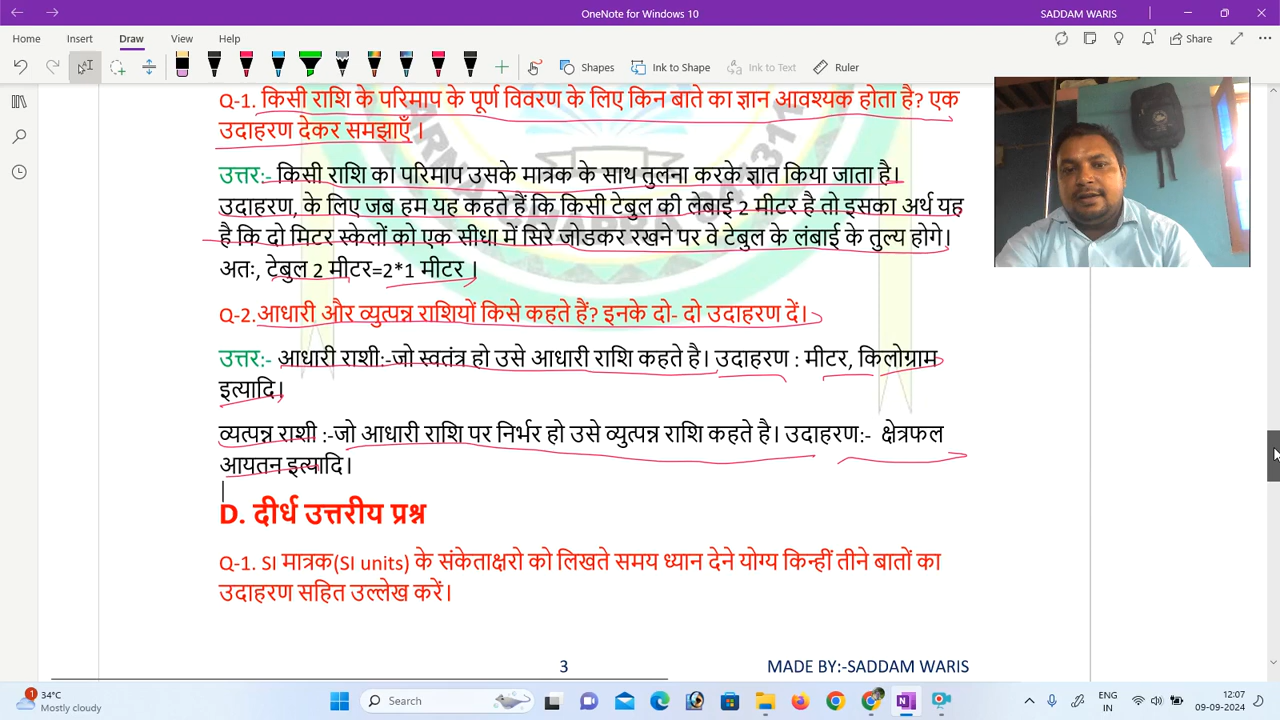 OneNote for Windows 10
SADDAM WARIS
Home Insert Draw View Help
Share
Shapes Ink to Shape Ink to Text Ruler
Q-1. किसी राशि के परिमाप के पूर्ण विवरण के लिए किन बाते का ज्ञान आवश्यक होता है? एक
उदाहरण देकर समझाएँ ।
उत्तर:- किसी राशि का परिमाप उसके मात्रक के साथ तुलना करके ज्ञात किया जाता है।
उदाहरण, के लिए जब हम यह कहते हैं कि किसी टेबुल की लेबाई 2 मीटर है तो इसका अर्थ यह
है कि दो मिटर स्केलों को एक सीधा में सिरे जोडकर रखने पर वे टेबुल के लंबाई के तुल्य होगे।
अतः, टेबुल 2 मीटर=2*1 मीटर ।
Q-2.आधारी और व्युत्पन्न राशियों किसे कहते हैं? इनके दो- दो उदाहरण दें।
उत्तर:- आधारी राशी:-जो स्वतंत्र हो उसे आधारी राशि कहते है। उदाहरण : मीटर, किलोग्राम
इत्यादि।
व्यत्पन्न राशी :-जो आधारी राशि पर निर्भर हो उसे व्युत्पन्न राशि कहते है। उदाहरण:- क्षेत्रफल
आयतन इत्यादि।
D. दीर्ध उत्तरीय प्रश्न
Q-1. SI मात्रक(SI units) के संकेताक्षरो को लिखते समय ध्यान देने योग्य किन्हीं तीने बातों का
उदाहरण सहित उल्लेख करें।
3
MADE BY:-SADDAM WARIS
34°C
Mostly cloudy
Search
ENG
IN
12:07
09-09-2024